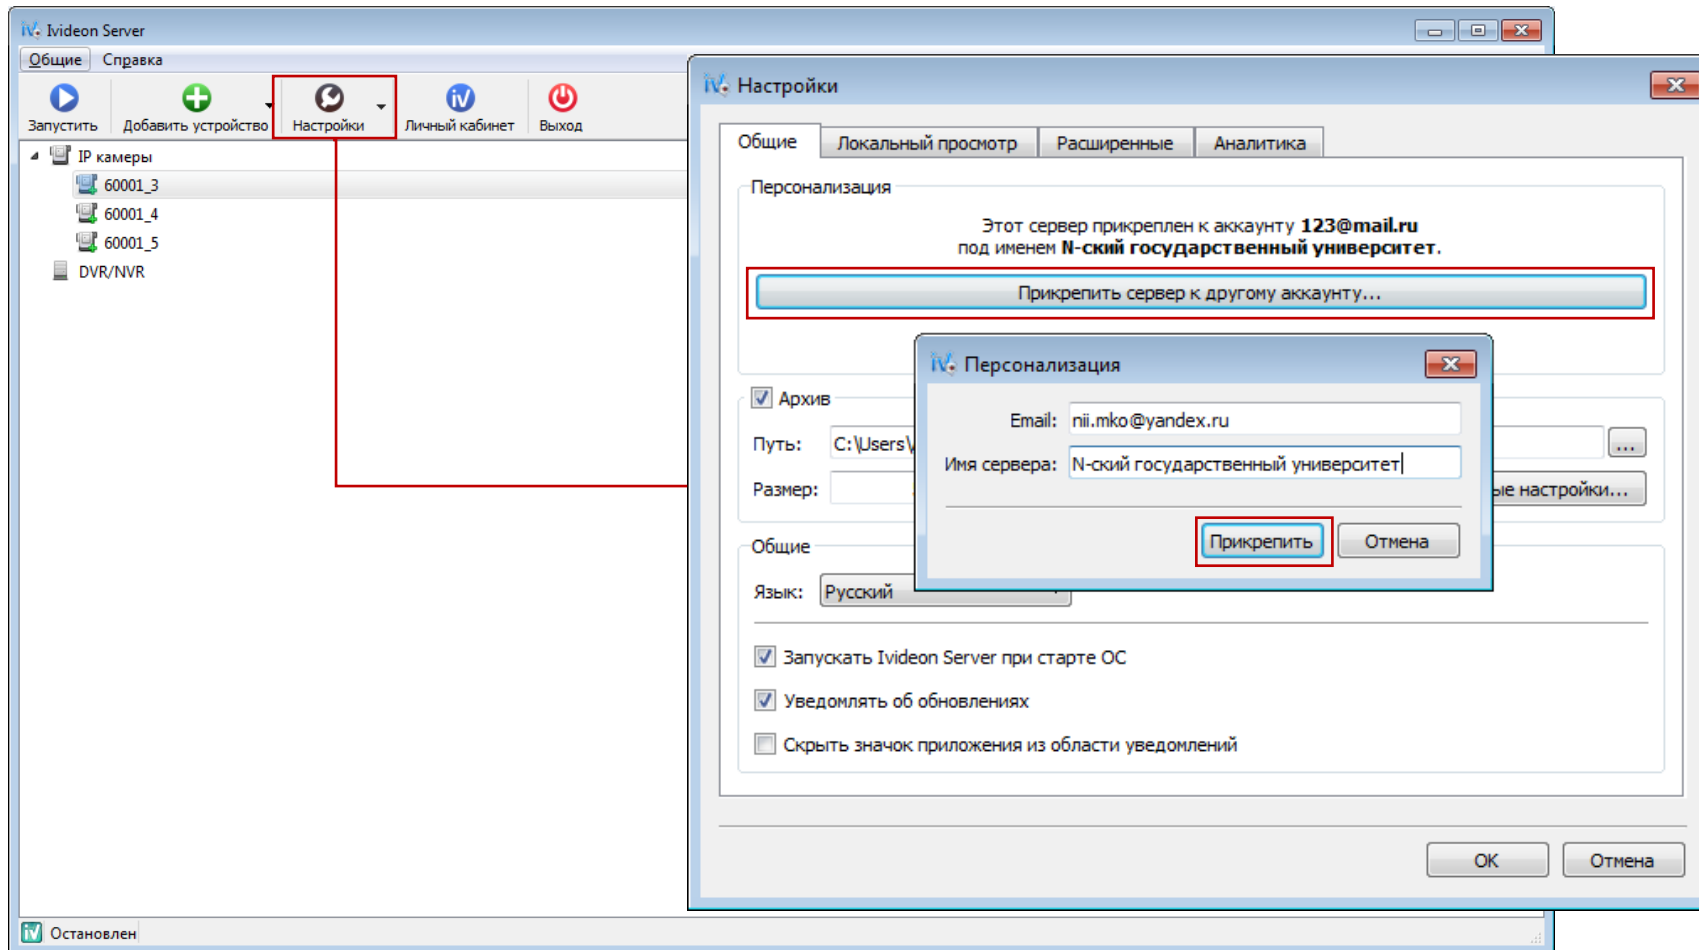 Ivideon Server
Общие Справка
Запустить Добавить устройство Настройки Личный кабинет Выход
IP камеры
60001_3
60001_4
60001_5
DVR/NVR
Остановлен
Настройки
Общие Локальный просмотр Расширенные Аналитика
Персонализация
Этот сервер прикреплен к аккаунту 123@mail.ru
под именем N-ский государственный университет.
Прикрепить сервер к другому аккаунту...
Архив
Путь: C:\Users\ ...
Размер: ые настройки...
Общие
Язык: Русский
Запускать Ivideon Server при старте ОС
Уведомлять об обновлениях
Скрыть значок приложения из области уведомлений
OK Отмена
Персонализация
Email: nii.mko@yandex.ru
Имя сервера: N-ский государственный университет
Прикрепить Отмена